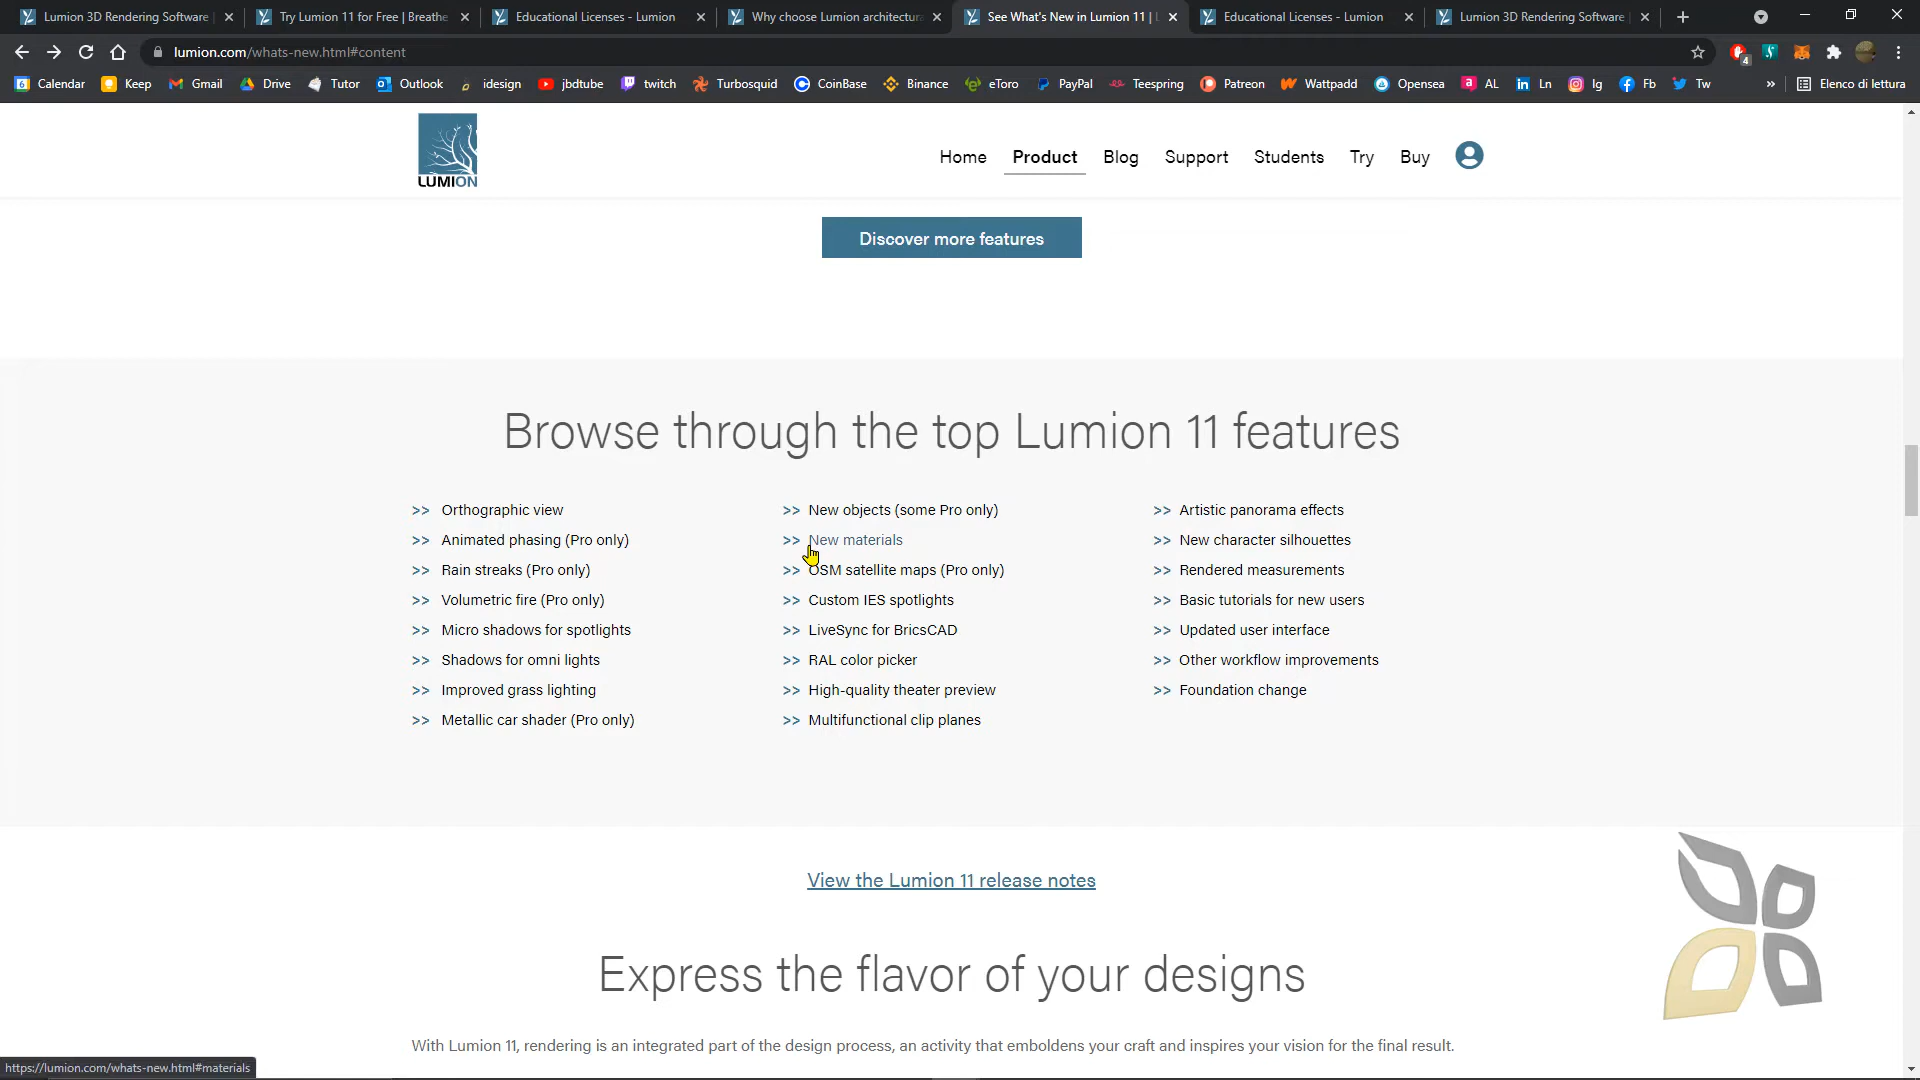 Lumion 3D Rendering Software
Try Lumion 11 for Free | Breathe
Educational Licenses - Lumion
Why choose Lumion architectura
See What's New in Lumion 11 |
Educational Licenses - Lumion
Lumion 3D Rendering Software
lumion.com/whats-new.html#content
4
6 Calendar Keep Gmail Drive Tutor Outlook idesign jbdtube twitch Turbosquid CoinBase Binance eToro PayPal Teespring Patreon Wattpadd Opensea AL Ln Ig Fb Tw » Elenco di lettura
LUMION
Home Product Blog Support Students Try Buy
Discover more features
Browse through the top Lumion 11 features
>> Orthographic view
>> Animated phasing (Pro only)
>> Rain streaks (Pro only)
>> Volumetric fire (Pro only)
>> Micro shadows for spotlights
>> Shadows for omni lights
>> Improved grass lighting
>> Metallic car shader (Pro only)
>> New objects (some Pro only)
>> New materials
>> OSM satellite maps (Pro only)
>> Custom IES spotlights
>> LiveSync for BricsCAD
>> RAL color picker
>> High-quality theater preview
>> Multifunctional clip planes
>> Artistic panorama effects
>> New character silhouettes
>> Rendered measurements
>> Basic tutorials for new users
>> Updated user interface
>> Other workflow improvements
>> Foundation change
View the Lumion 11 release notes
Express the flavor of your designs
With Lumion 11, rendering is an integrated part of the design process, an activity that emboldens your craft and inspires your vision for the final result.
https://lumion.com/whats-new.html#materials